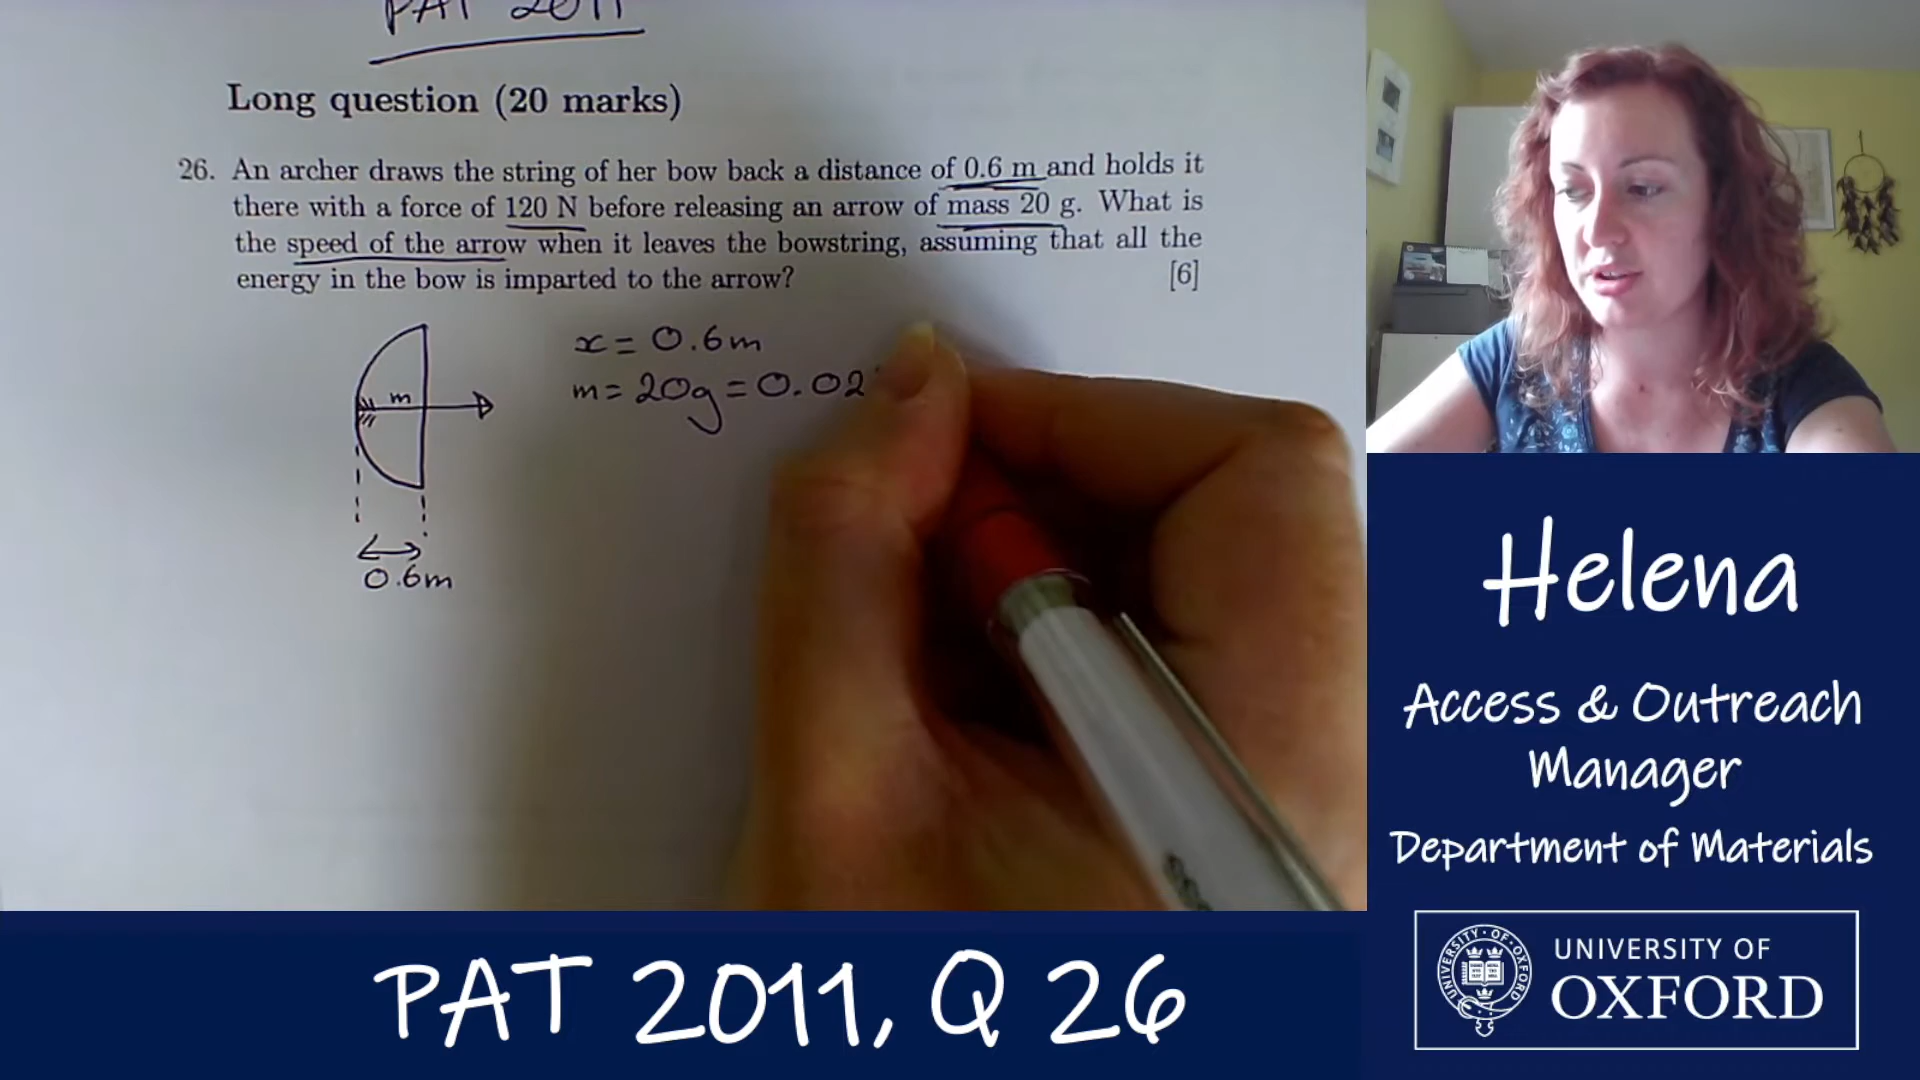 PAT 2011
Long question (20 marks)
26. An archer draws the string of her bow back a distance of 0.6 m and holds it
there with a force of 120 N before releasing an arrow of mass 20 g. What is
the speed of the arrow when it leaves the bowstring, assuming that all the
energy in the bow is imparted to the arrow? [6]
x = 0.6m
m = 20g = 0.02
m
0.6m
Helena
Access & Outreach
Manager
Department of Materials
UNIVERSITY OF
OXFORD
PAT 2011, Q 26